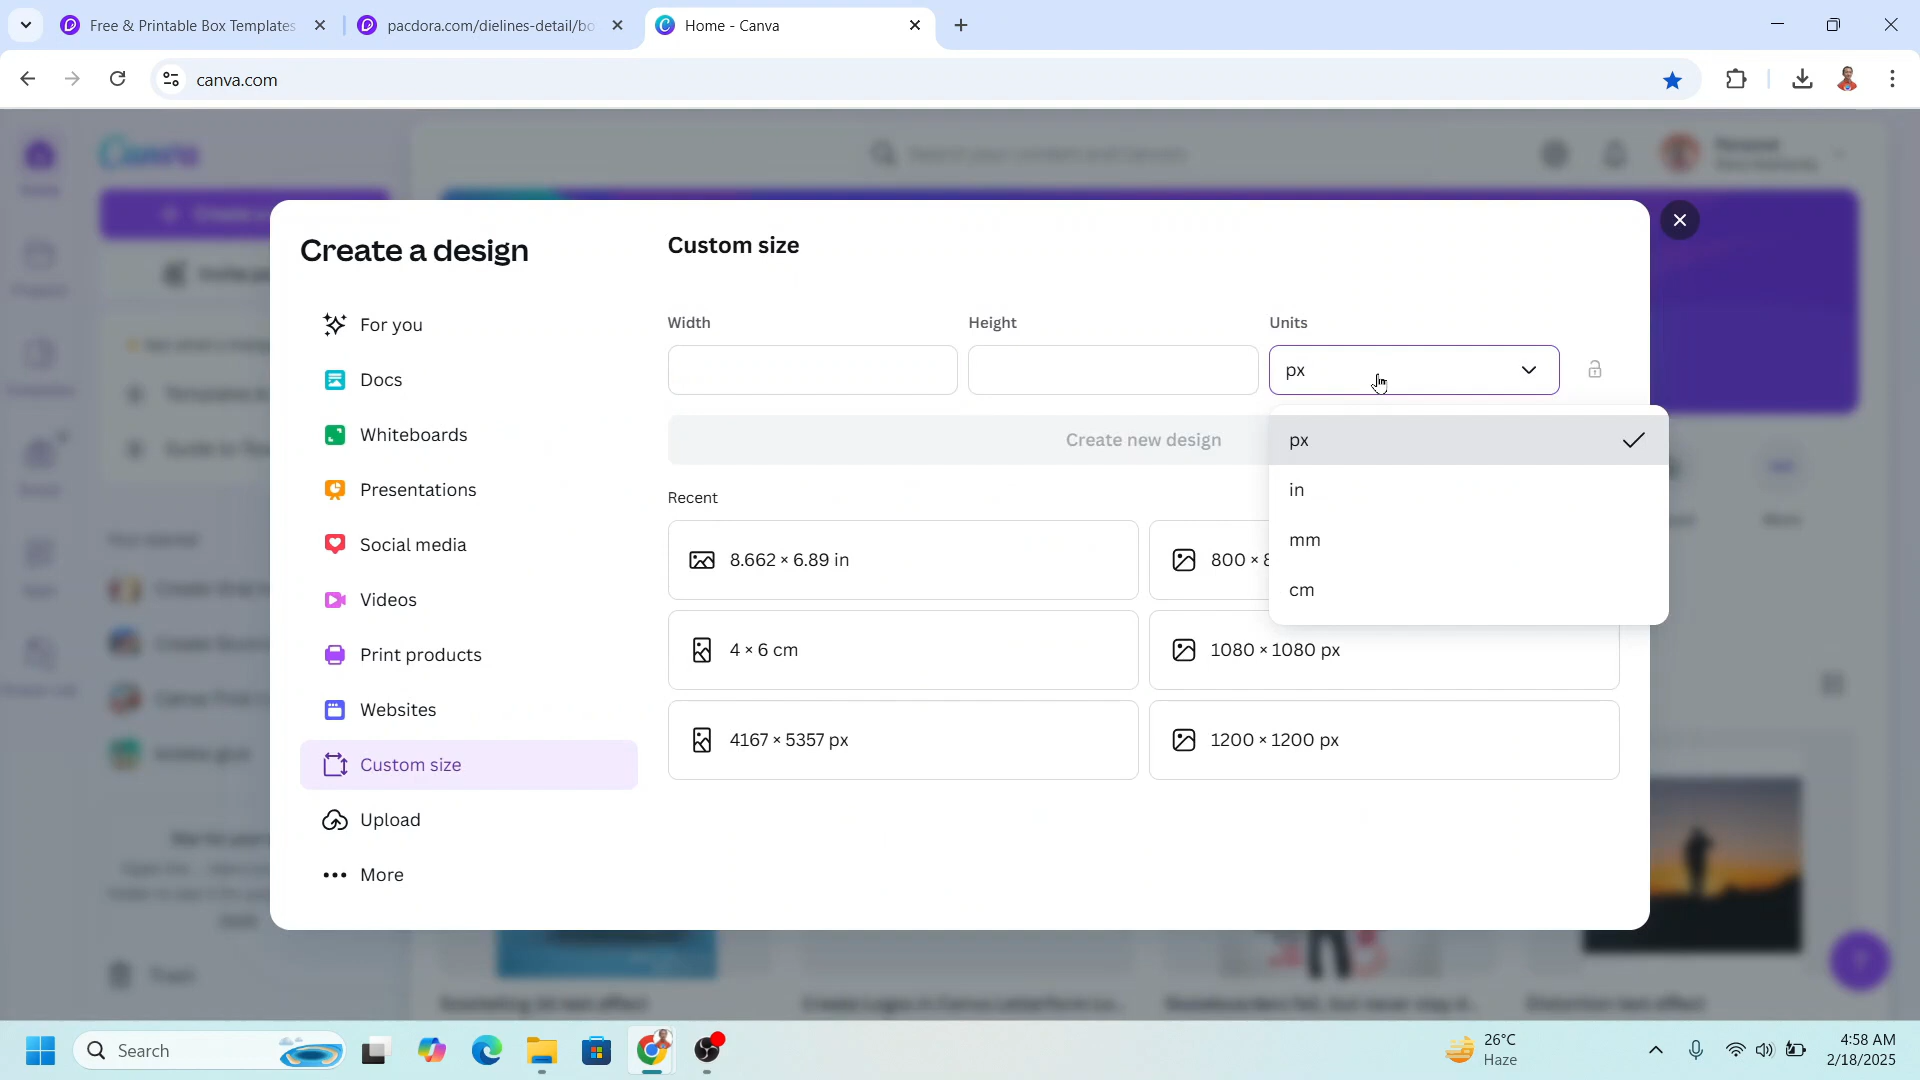 Free & Printable Box Templates
pacdora.com/dielines-detail/bo
Home - Canva
canva.com
Canva
Create a design
Custom size
For you
Docs
Whiteboards
Presentations
Social media
Videos
Print products
Websites
Custom size
Upload
More
Width
Height
Units
px
Create new design
px
in
mm
cm
Recent
8.662 × 6.89 in
800 × 8
4 × 6 cm
1080 × 1080 px
4167 × 5357 px
1200 × 1200 px
Search
26°C
Haze
4:58 AM
2/18/2025